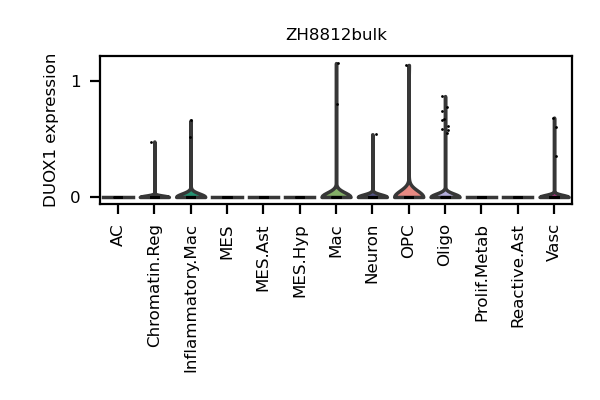 ZH8812bulk
DUOX1 expression
1
0
AC
Chromatin.Reg
Inflammatory.Mac
MES
MES.Ast
MES.Hyp
Mac
Neuron
OPC
Oligo
Prolif.Metab
Reactive.Ast
Vasc